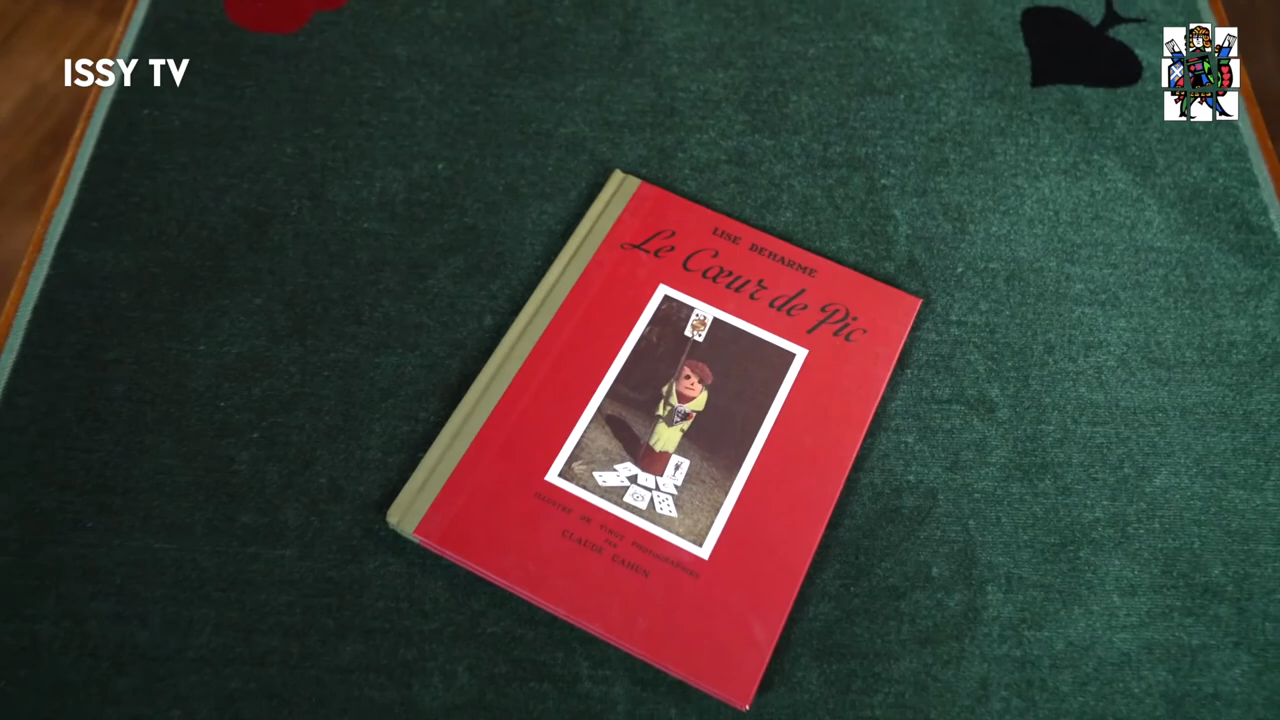 ISSY TV
LISE DEHARME
Le Cœur de Pic
ILLUSTRÉ DE VINGT PHOTOGRAPHIES
PAR
CLAUDE CAHUN